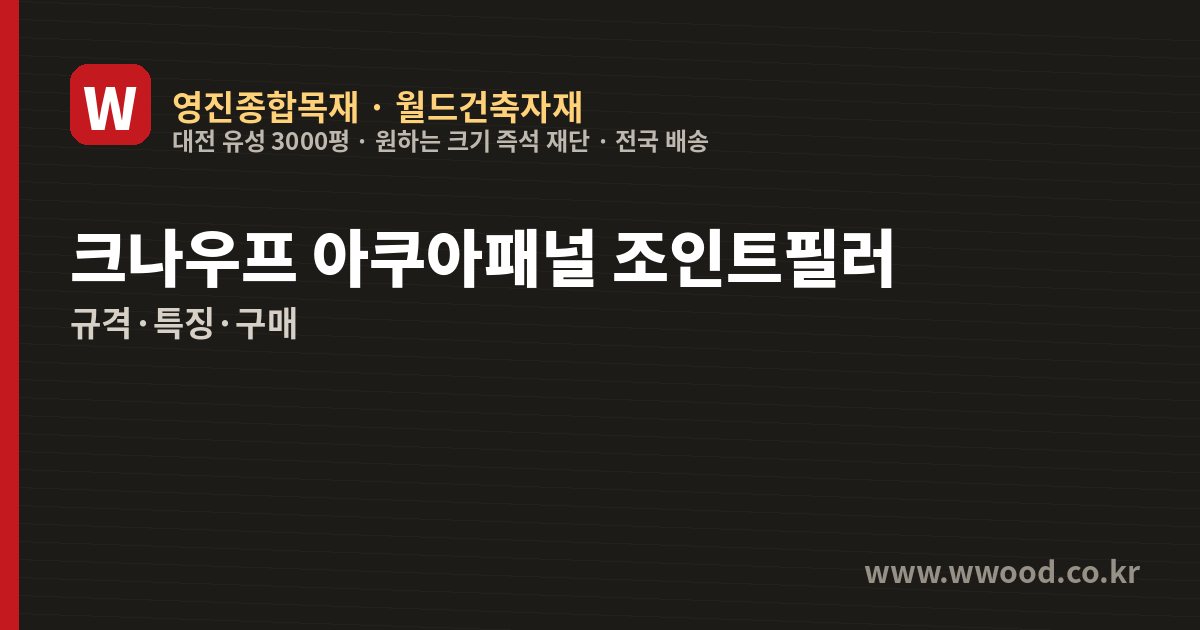 W
영진종합목재 · 월드건축자재
대전 유성 3000평 · 원하는 크기 즉석 재단 · 전국 배송
크나우프 아쿠아패널 조인트필러
규격·특징·구매
www.wwood.co.kr